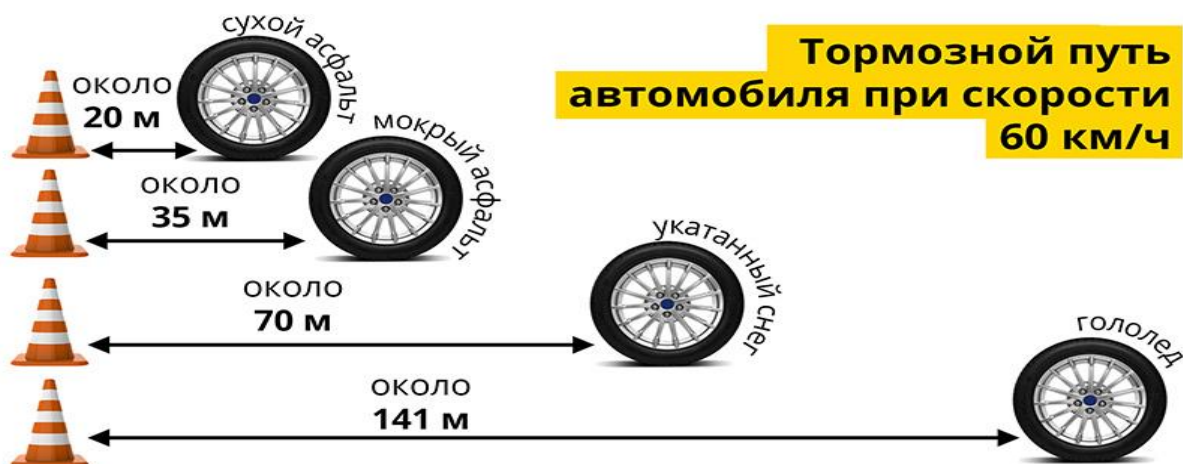 Тормозной путь
автомобиля при скорости
60 км/ч
сухой асфальт
около
20 м
мокрый асфальт
около
35 м
укатанный снег
около
70 м
гололед
около
141 м